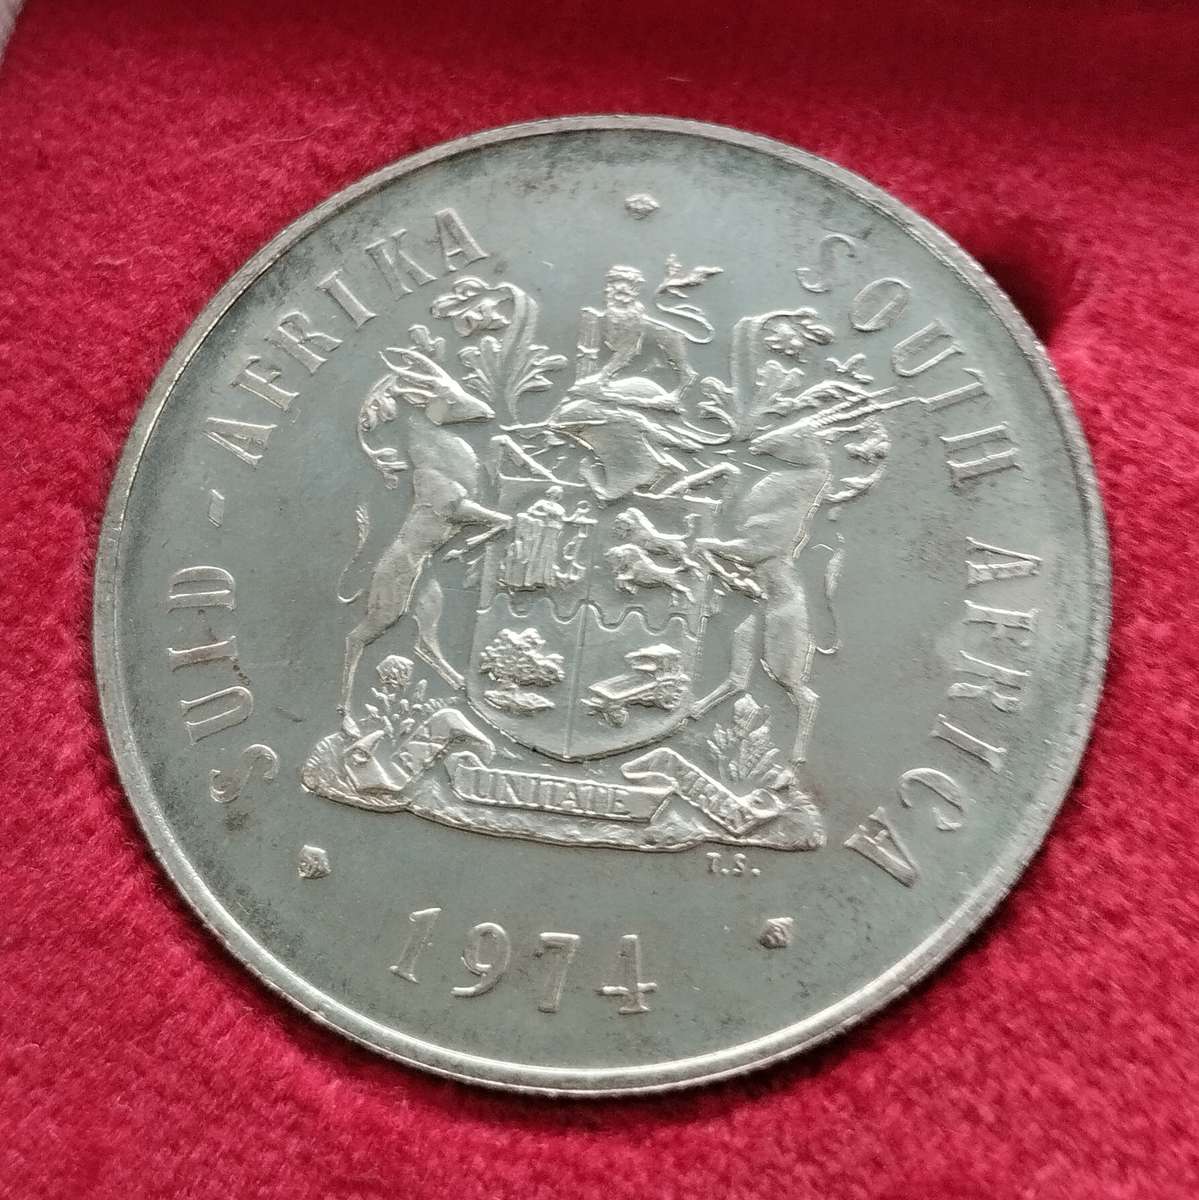 SUID-AFRIKA
SOUTH AFRICA
UNITATE
T.S.
1974